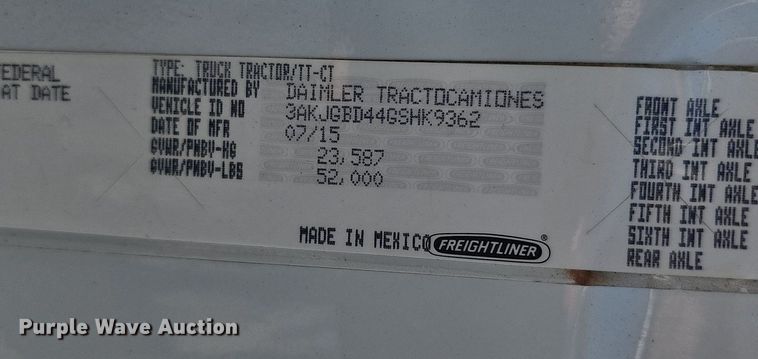 FEDERAL
AT DATE
TYPE: TRUCK TRACTOR/TT-CT
MANUFACTURED BY DAIMLER TRACTOCAMIONES
VEHICLE ID NO 3AKJGBD44GSHK9362
DATE OF MFR 07/15
GVWR/PNBV-KG 23,587
GVWR/PNBV-LBS 52,000
MADE IN MEXICO FREIGHTLINER®
FRONT AXLE
FIRST INT AXLE
SECOND INT AXLE
THIRD INT AXLE
FOURTH INT AXLE
FIFTH INT AXLE
SIXTH INT AXLE
REAR AXLE
Purple Wave Auction